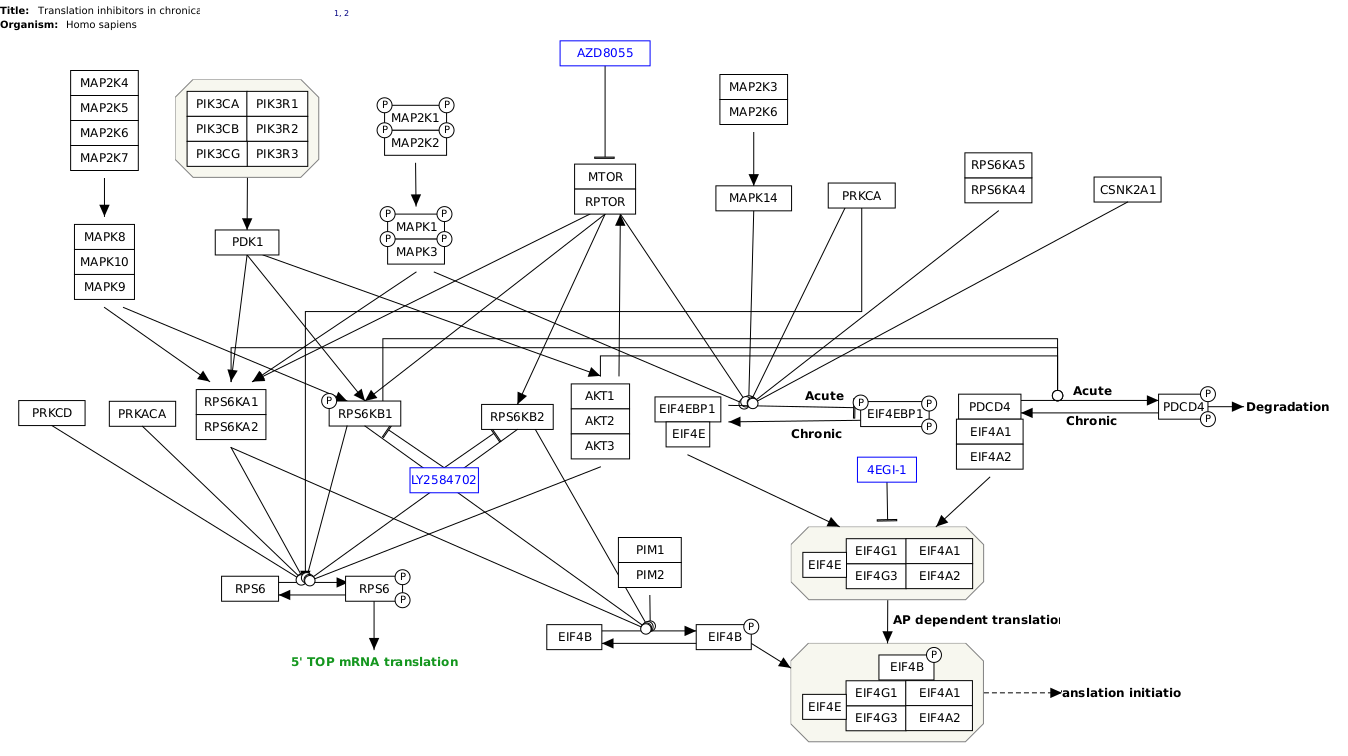 Title: Translation inhibitors in chronica
1, 2
Organism: Homo sapiens
AZD8055
MAP2K4
MAP2K5
MAP2K6
MAP2K7
PIK3CA PIK3R1
PIK3CB PIK3R2
PIK3CG PIK3R3
P P
MAP2K1
P P
MAP2K2
MAP2K3
MAP2K6
MTOR
RPTOR
MAPK14
PRKCA
RPS6KA5
RPS6KA4
CSNK2A1
MAPK8
MAPK10
MAPK9
PDK1
P P
MAPK1
P P
MAPK3
PRKCD
PRKACA
RPS6KA1
RPS6KA2
P
RPS6KB1
RPS6KB2
AKT1
AKT2
AKT3
EIF4EBP1
EIF4E
Acute
Chronic
P P
EIF4EBP1
P
PDCD4
EIF4A1
EIF4A2
Acute
Chronic
P
PDCD4
P
Degradation
LY2584702
4EGI-1
PIM1
PIM2
EIF4E
EIF4G1 EIF4A1
EIF4G3 EIF4A2
RPS6
RPS6
P
P
AP dependent translation
EIF4B
EIF4B
P
5' TOP mRNA translation
P
EIF4B
EIF4E
EIF4G1 EIF4A1
EIF4G3 EIF4A2
anslation initiatio